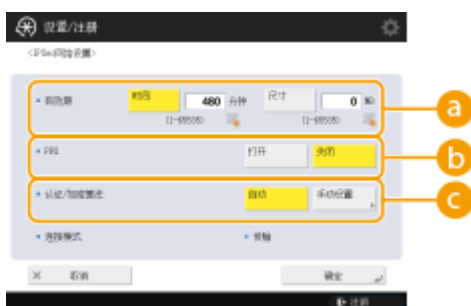 设置/注册
<IPSec网络设置>
• 有效期 时间 480 分钟 尺寸 0 MB
(1-65535) (1-65535)
a
• PFS 打开 关闭
b
• 认证/加密算法 自动 手动设置
c
• 连接模式 • 传输
× 取消 确定
注销